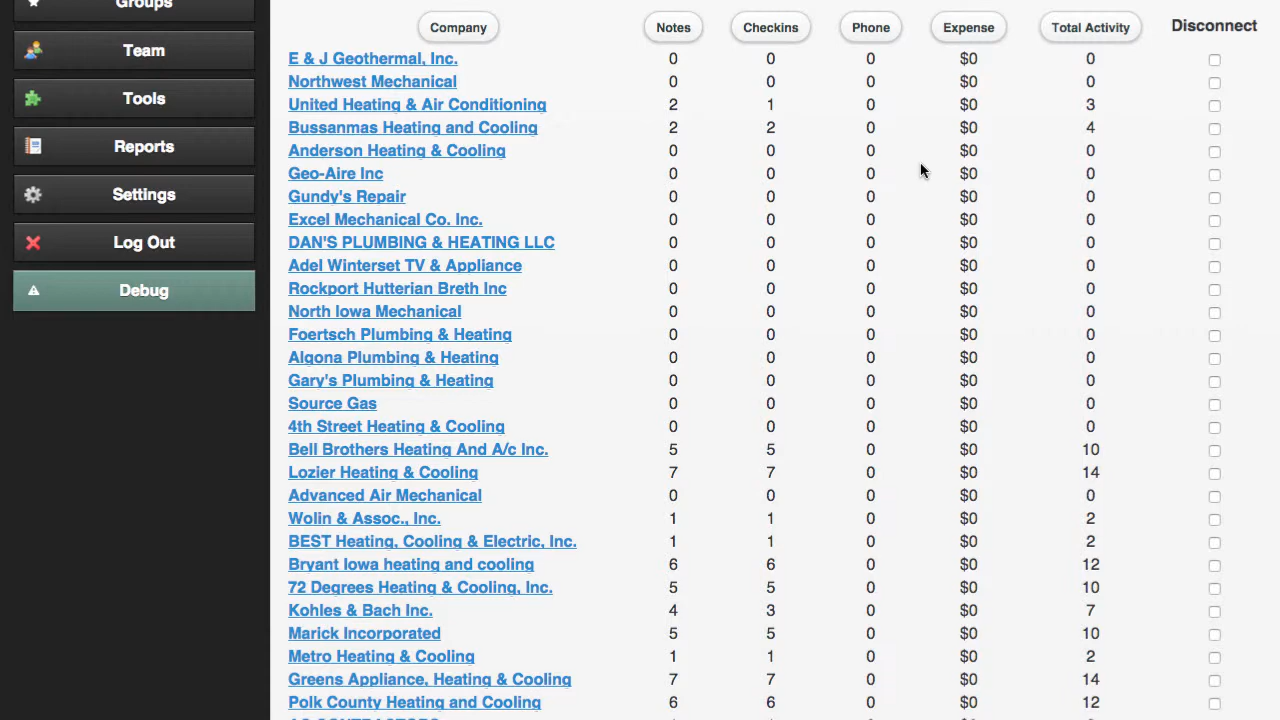 Groups
Team
Tools
Reports
Settings
Log Out
Debug
Company Notes Checkins Phone Expense Total Activity Disconnect
E & J Geothermal, Inc. 0 0 0 $0 0
Northwest Mechanical 0 0 0 $0 0
United Heating & Air Conditioning 2 1 0 $0 3
Bussanmas Heating and Cooling 2 2 0 $0 4
Anderson Heating & Cooling 0 0 0 $0 0
Geo-Aire Inc 0 0 0 $0 0
Gundy's Repair 0 0 0 $0 0
Excel Mechanical Co. Inc. 0 0 0 $0 0
DAN'S PLUMBING & HEATING LLC 0 0 0 $0 0
Adel Winterset TV & Appliance 0 0 0 $0 0
Rockport Hutterian Breth Inc 0 0 0 $0 0
North Iowa Mechanical 0 0 0 $0 0
Foertsch Plumbing & Heating 0 0 0 $0 0
Algona Plumbing & Heating 0 0 0 $0 0
Gary's Plumbing & Heating 0 0 0 $0 0
Source Gas 0 0 0 $0 0
4th Street Heating & Cooling 0 0 0 $0 0
Bell Brothers Heating And A/c Inc. 5 5 0 $0 10
Lozier Heating & Cooling 7 7 0 $0 14
Advanced Air Mechanical 0 0 0 $0 0
Wolin & Assoc., Inc. 1 1 0 $0 2
BEST Heating, Cooling & Electric, Inc. 1 1 0 $0 2
Bryant Iowa heating and cooling 6 6 0 $0 12
72 Degrees Heating & Cooling, Inc. 5 5 0 $0 10
Kohles & Bach Inc. 4 3 0 $0 7
Marick Incorporated 5 5 0 $0 10
Metro Heating & Cooling 1 1 0 $0 2
Greens Appliance, Heating & Cooling 7 7 0 $0 14
Polk County Heating and Cooling 6 6 0 $0 12